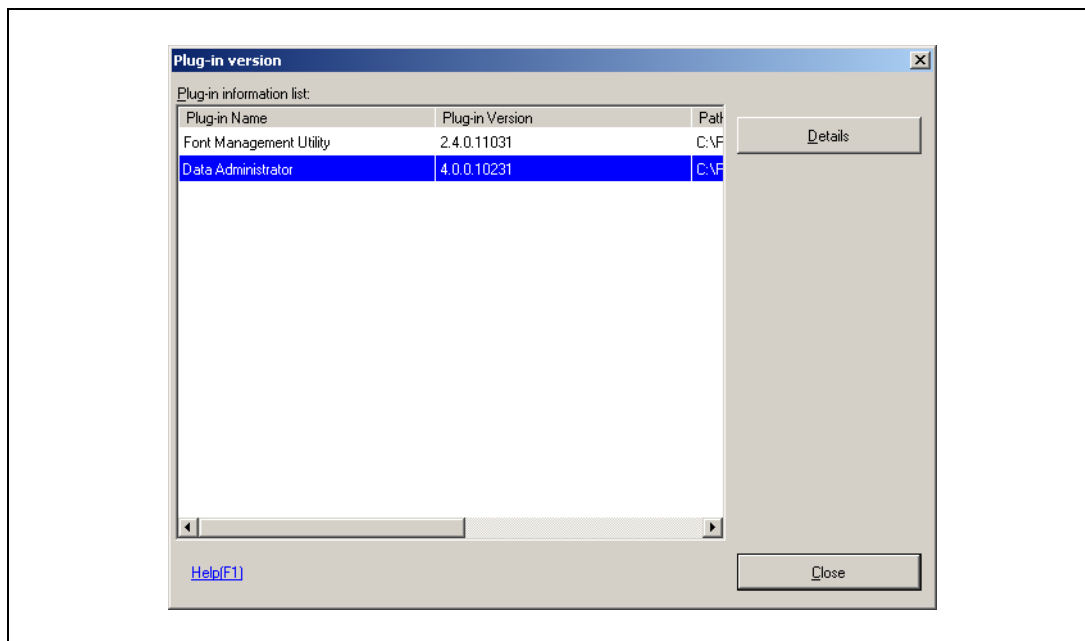 Plug-in version
Plug-in information list:
Plug-in Name Plug-in Version Path
Font Management Utility 2.4.0.11031 C:\F
Data Administrator 4.0.0.10231 C:\F
Details
Help(F1)
Close